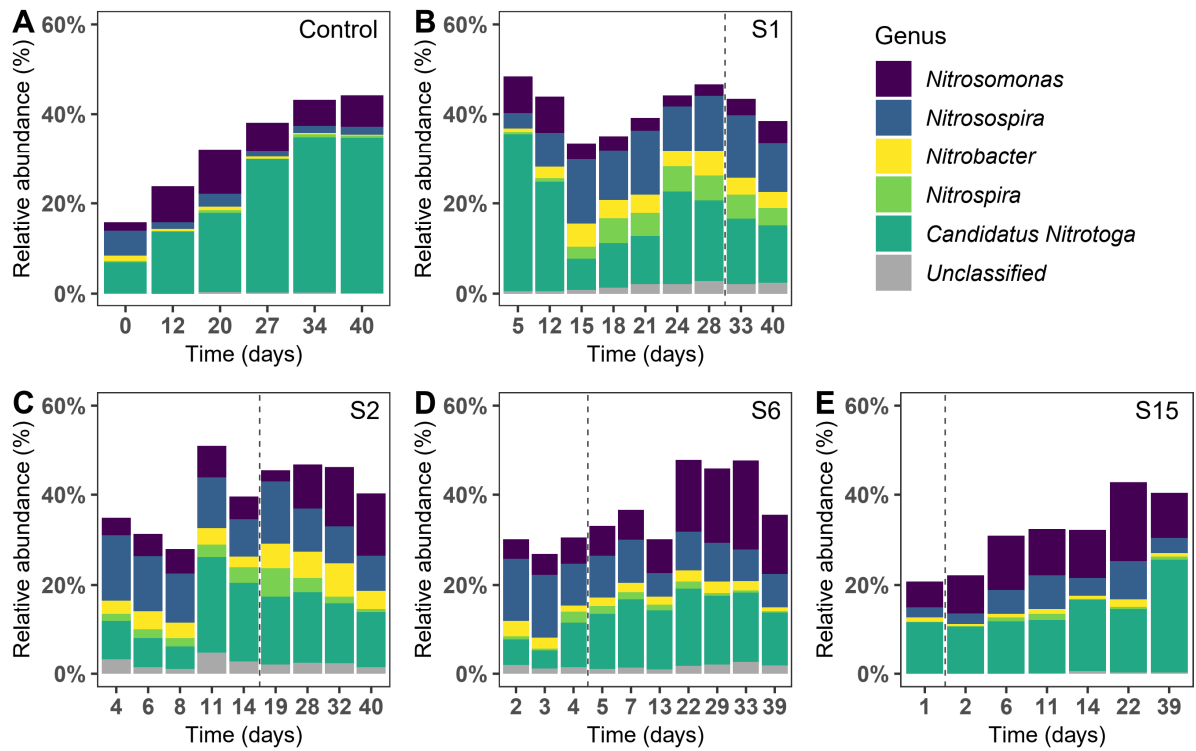 A
Control
Relative abundance (%)
60%
40%
20%
0%
0 12 20 27 34 40
Time (days)
B
S1
Relative abundance (%)
60%
40%
20%
0%
5 12 15 18 21 24 28 33 40
Time (days)
Genus
Nitrosomonas
Nitrosospira
Nitrobacter
Nitrospira
Candidatus Nitrotoga
Unclassified
C
S2
Relative abundance (%)
60%
40%
20%
0%
4 6 8 11 14 19 28 32 40
Time (days)
D
S6
Relative abundance (%)
60%
40%
20%
0%
2 3 4 5 7 13 22 29 33 39
Time (days)
E
S15
Relative abundance (%)
60%
40%
20%
0%
1 2 6 11 14 22 39
Time (days)